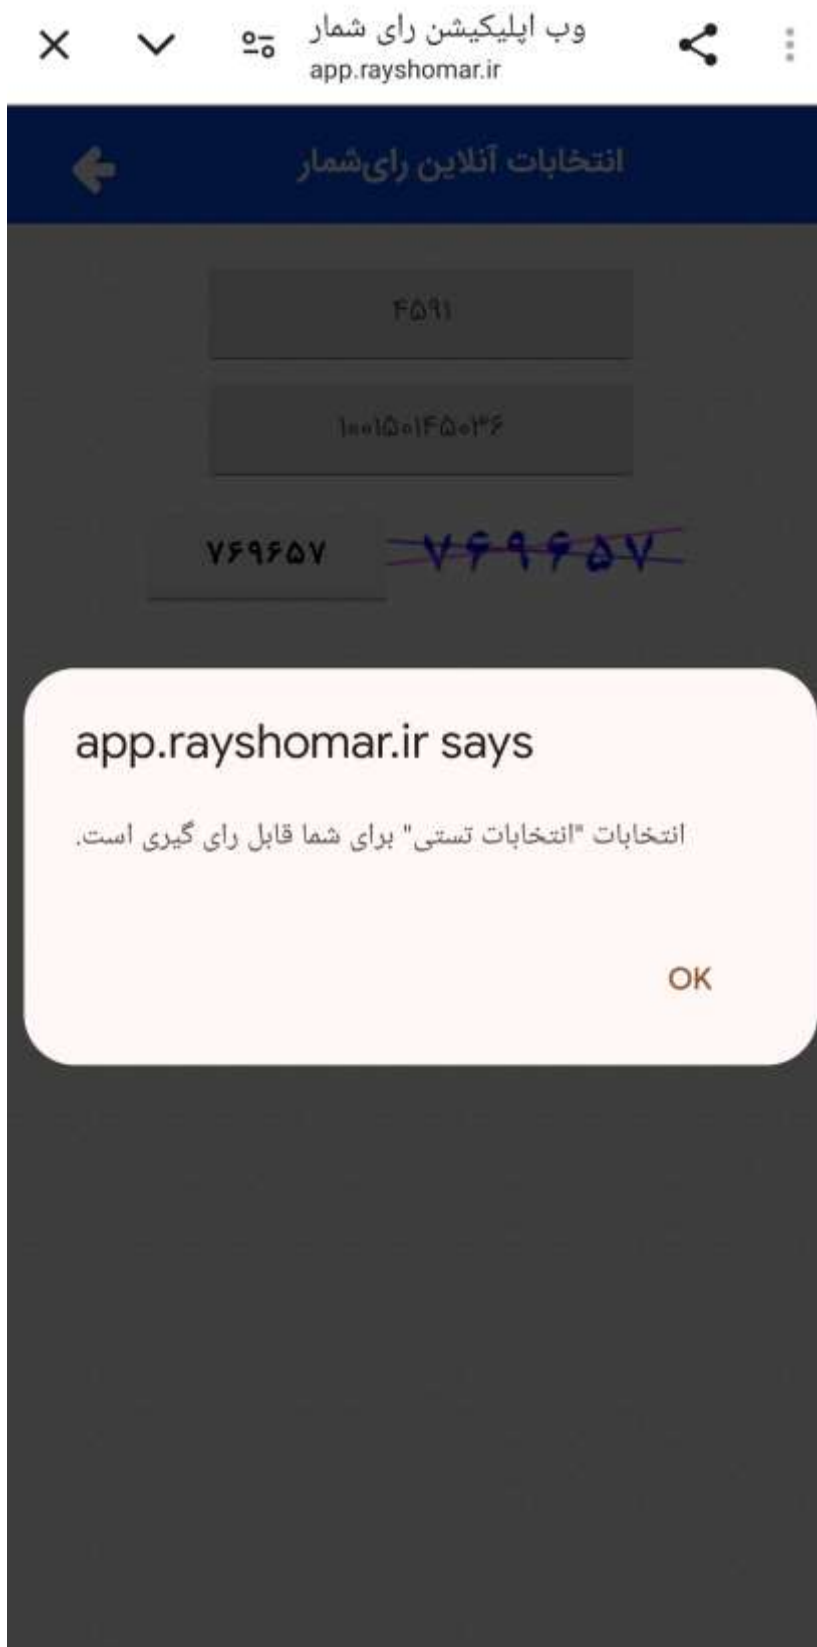 وب اپلیکیشن رای شمار
app.rayshomar.ir
انتخابات آنلاین رای‌شمار
۴۵۹۱
۱۰۰۱۵۰۱۴۵۰۳۶
۷۶۹۶۵۷ ۷۶۹۶۵۷
app.rayshomar.ir says
انتخابات "انتخابات تستی" برای شما قابل رای گیری است.
OK